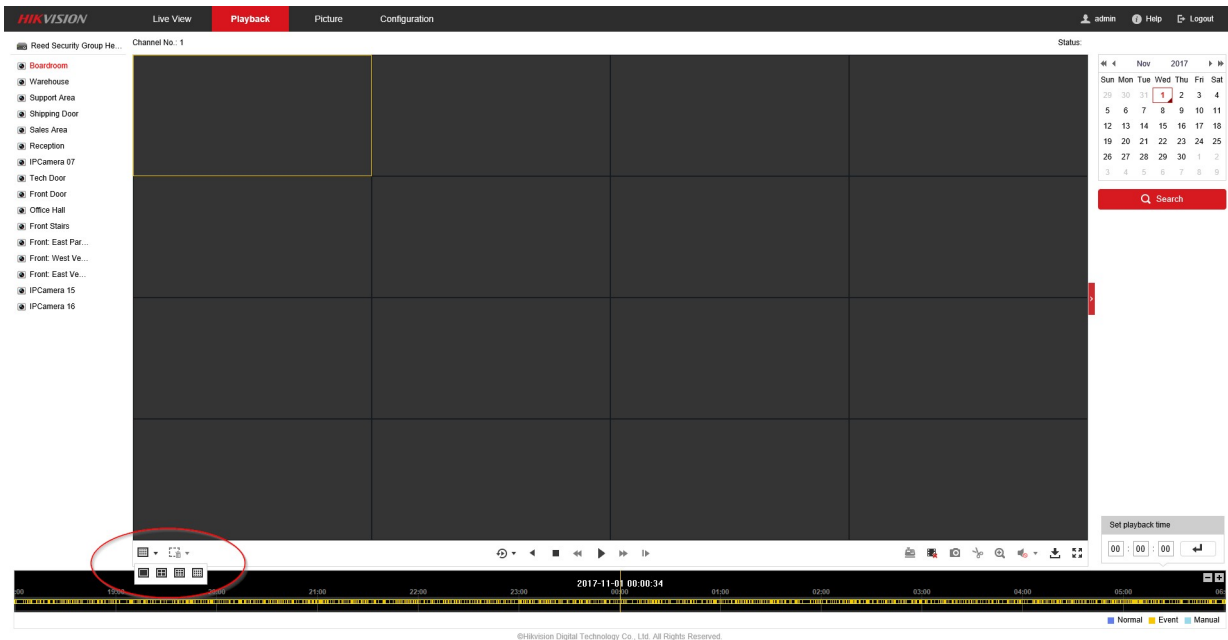 HIKVISION Live View Playback Picture Configuration admin Help Logout
Reed Security Group He... Channel No.: 1 Status:
Boardroom
Warehouse
Support Area
Shipping Door
Sales Area
Reception
IPCamera 07
Tech Door
Front Door
Office Hall
Front Stairs
Front: East Par...
Front: West Ve...
Front: East Ve...
IPCamera 15
IPCamera 16
Nov 2017
Sun Mon Tue Wed Thu Fri Sat
29 30 31 1 2 3 4
5 6 7 8 9 10 11
12 13 14 15 16 17 18
19 20 21 22 23 24 25
26 27 28 29 30 1 2
3 4 5 6 7 8 9
Search
Set playback time
00 : 00 : 00
2017-11-01 00:00:34
:00 19:00 20:00 21:00 22:00 23:00 00:00 01:00 02:00 03:00 04:00 05:00 06:
Normal Event Manual
©Hikvision Digital Technology Co., Ltd. All Rights Reserved.